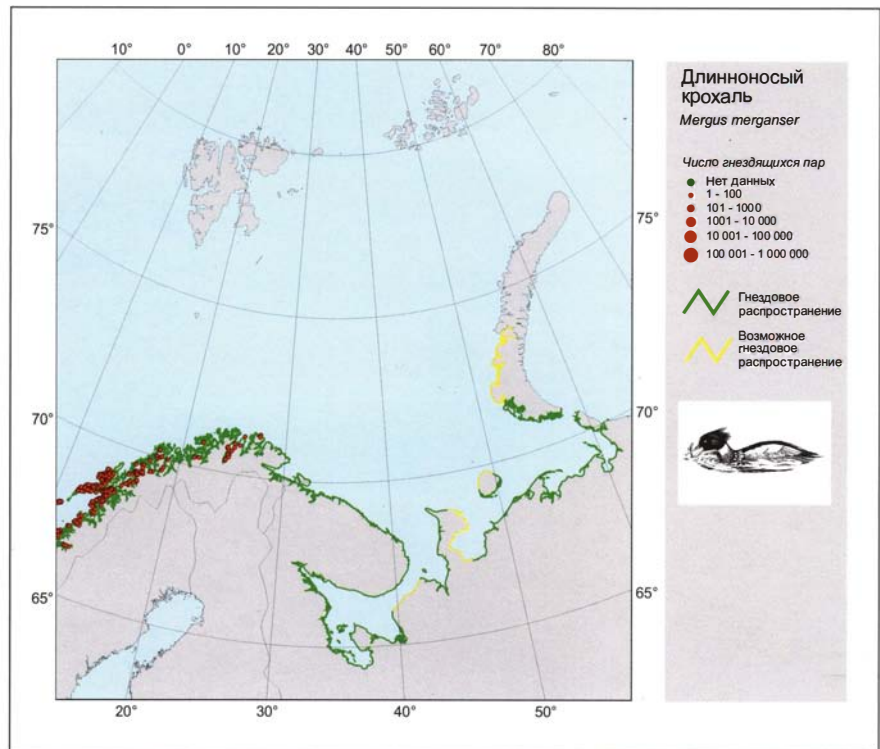 10° 0° 10° 20° 30° 40° 50° 60° 70° 80°
75° 75°
70° 70°
65° 65°
20° 30° 40° 50°
Длинноносый
крохаль
Mergus merganser
Число гнездящихся пар
Нет данных
1 - 100
101 - 1000
1001 - 10 000
10 001 - 100 000
100 001 - 1 000 000
Гнездовое
распространение
Возможное
гнездовое
распространение